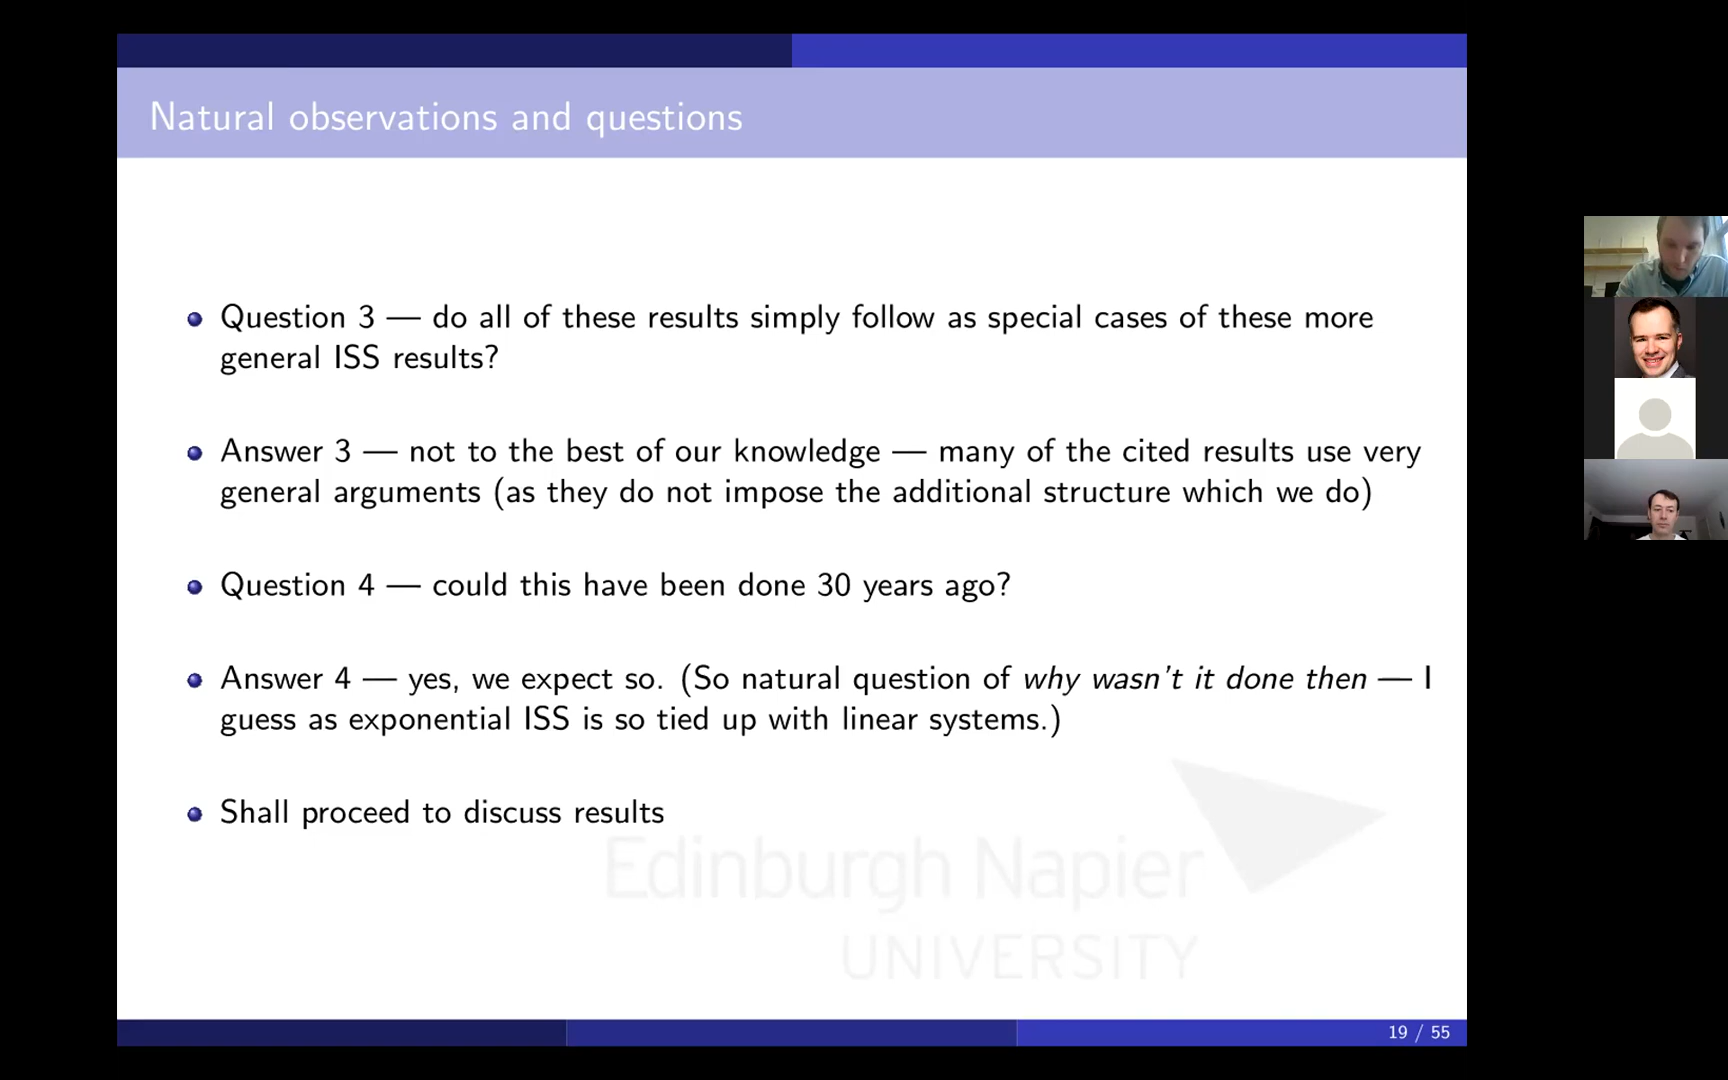 Natural observations and questions
Question 3 — do all of these results simply follow as special cases of these more
general ISS results?
Answer 3 — not to the best of our knowledge — many of the cited results use very
general arguments (as they do not impose the additional structure which we do)
Question 4 — could this have been done 30 years ago?
Answer 4 — yes, we expect so. (So natural question of why wasn't it done then — I
guess as exponential ISS is so tied up with linear systems.)
Shall proceed to discuss results
Edinburgh Napier
UNIVERSITY
19 / 55